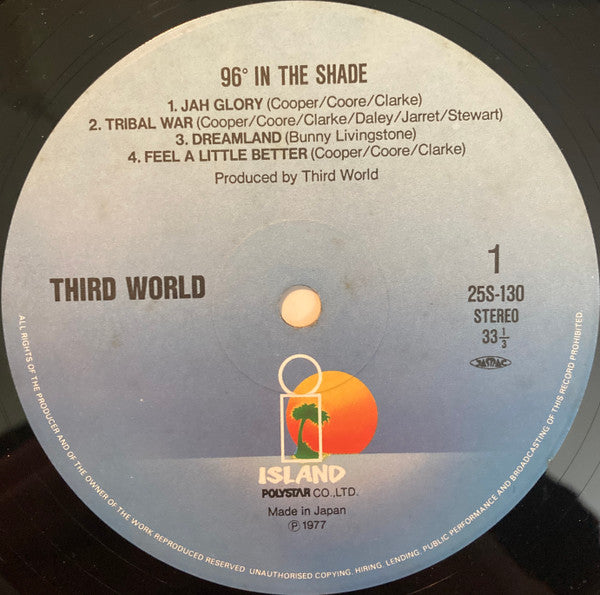 96° IN THE SHADE
1. JAH GLORY (Cooper/Coore/Clarke)
2. TRIBAL WAR (Cooper/Coore/Clarke/Daley/Jarret/Stewart)
3. DREAMLAND (Bunny Livingstone)
4. FEEL A LITTLE BETTER (Cooper/Coore/Clarke)
Produced by Third World
THIRD WORLD
1
25S-130
STEREO
33 1/3
JASRAC
ISLAND
POLYSTAR CO.,LTD.
Made in Japan
Ⓟ 1977
ALL RIGHTS OF THE PRODUCER AND OF THE OWNER OF THE WORK REPRODUCED RESERVED. UNAUTHORISED COPYING. HIRING. LENDING. PUBLIC PERFORMANCE AND BROADCASTING OF THIS RECORD PROHIBITED.